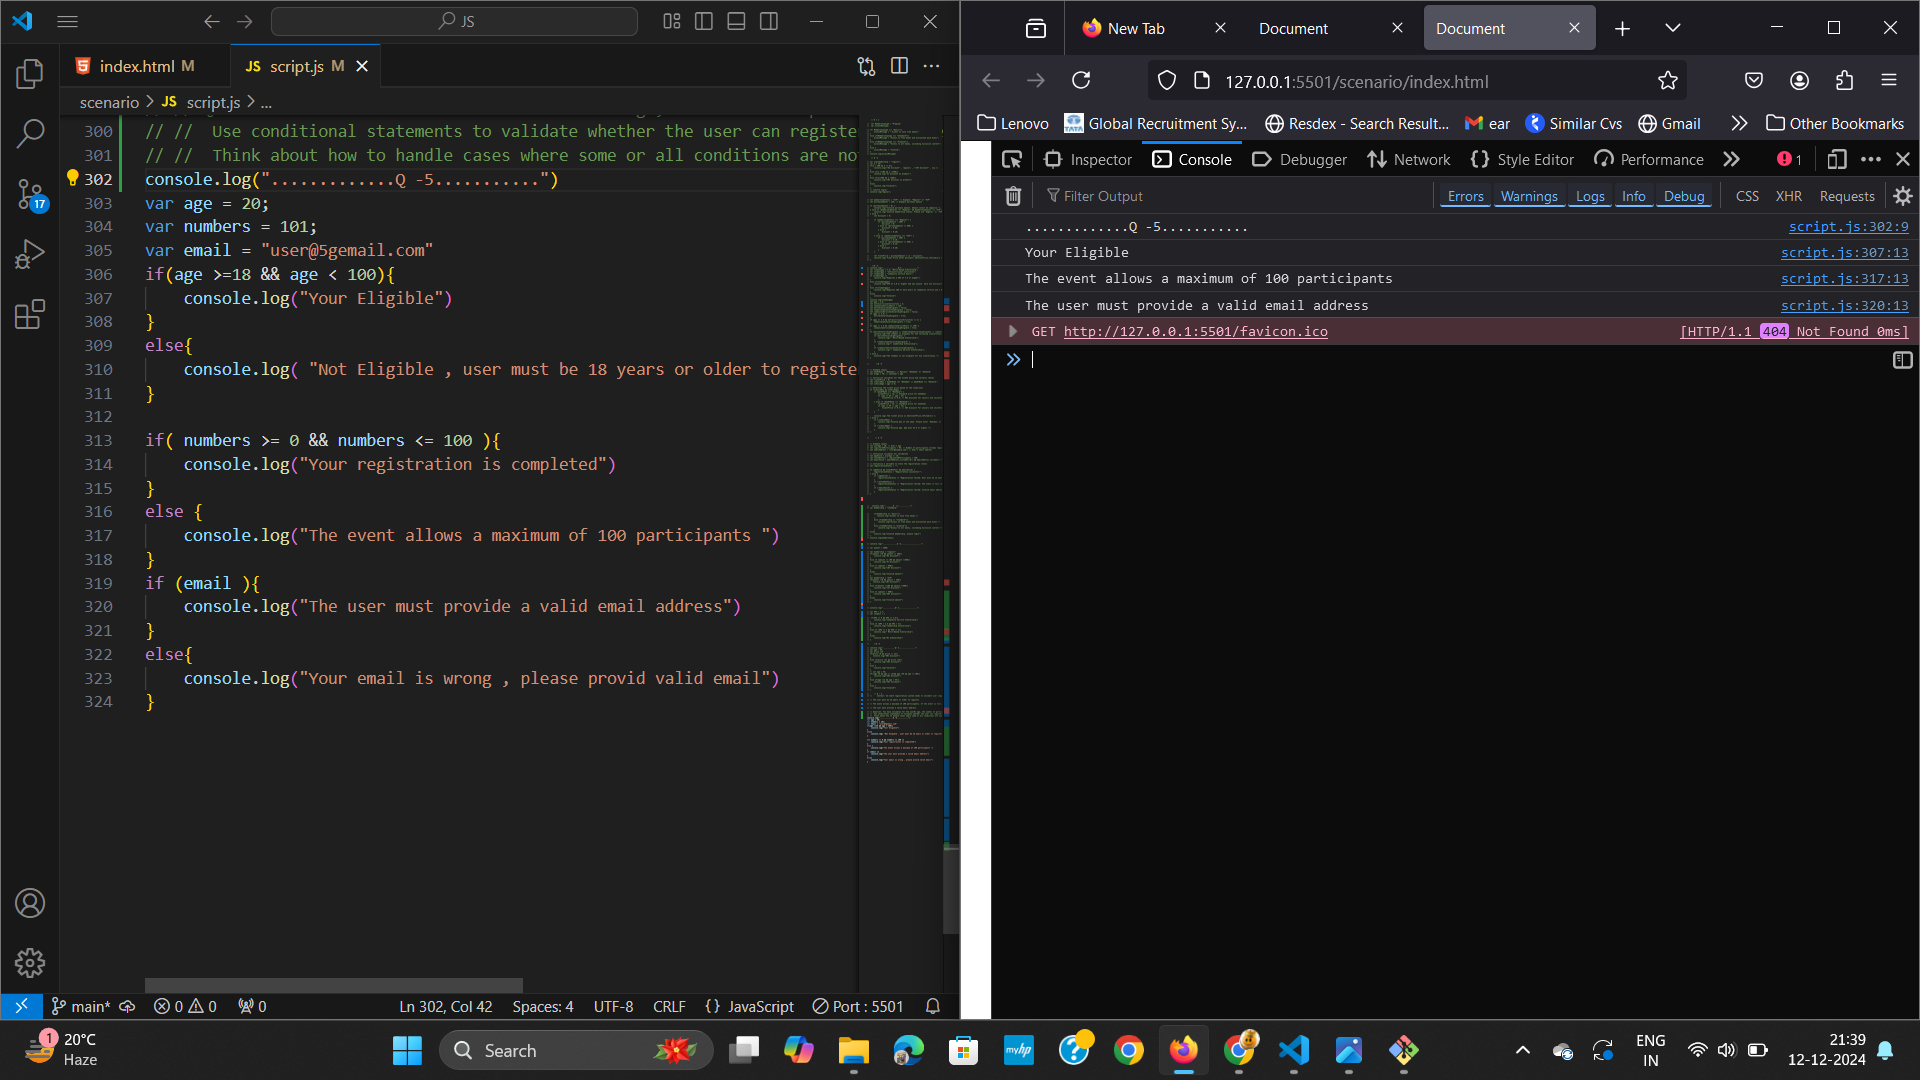 JS
index.html M
JS script.js M
scenario > JS script.js > ...
300 // // Use conditional statements to validate whether the user can register
301 // // Think about how to handle cases where some or all conditions are no
302 console.log(".............Q -5...........")
303 var age = 20;
304 var numbers = 101;
305 var email = "user@5gemail.com"
306 if(age >=18 && age < 100){
307 console.log("Your Eligible")
308 }
309 else{
310 console.log( "Not Eligible , user must be 18 years or older to registe
311 }
312
313 if( numbers >= 0 && numbers <= 100 ){
314 console.log("Your registration is completed")
315 }
316 else {
317 console.log("The event allows a maximum of 100 participants ")
318 }
319 if (email ){
320 console.log("The user must provide a valid email address")
321 }
322 else{
323 console.log("Your email is wrong , please provid valid email")
324 }
17
main* 0 0 0 Ln 302, Col 42 Spaces: 4 UTF-8 CRLF {} JavaScript Port : 5501
New Tab Document Document
127.0.0.1:5501/scenario/index.html
Lenovo TATA Global Recruitment Sy... Resdex - Search Result... ear Similar Cvs Gmail Other Bookmarks
Inspector Console Debugger Network Style Editor Performance 1
Filter Output Errors Warnings Logs Info Debug CSS XHR Requests
.............Q -5........... script.js:302:9
Your Eligible script.js:307:13
The event allows a maximum of 100 participants script.js:317:13
The user must provide a valid email address script.js:320:13
GET http://127.0.0.1:5501/favicon.ico [HTTP/1.1 404 Not Found 0ms]
1 20°C
Haze
Search
myhp
ENG
IN
21:39
12-12-2024